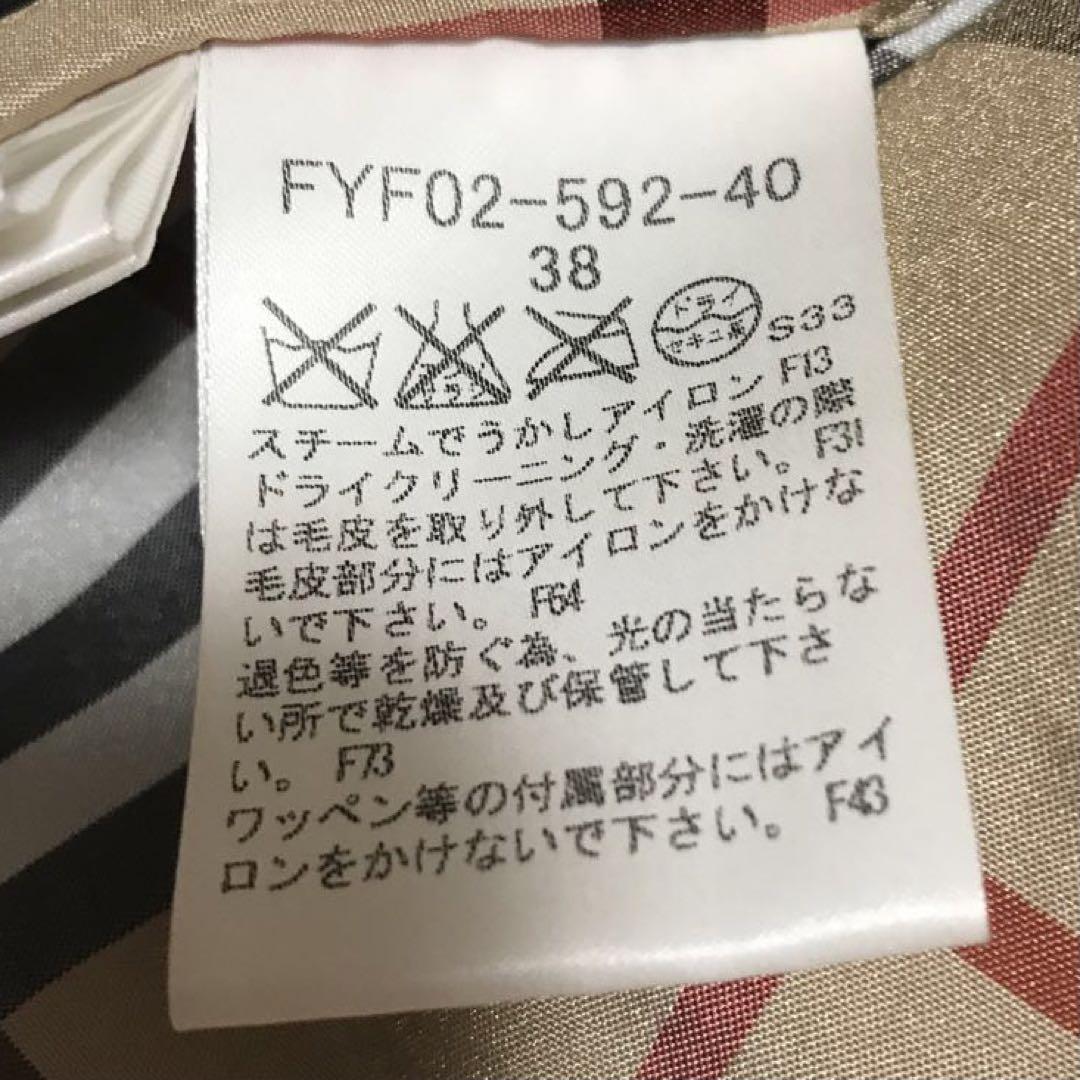 FYF02-592-40
38
エンソ
サラシ
ドライ
セキユ系
S33
スチームでうかしアイロン F13
ドライクリーニング・洗濯の際
は毛皮を取り外して下さい。 F31
毛皮部分にはアイロンをかけな
いで下さい。 F64
退色等を防ぐ為、光の当たらな
い所で乾燥及び保管して下さ
い。 F73
ワッペン等の付属部分にはアイ
ロンをかけないで下さい。 F43